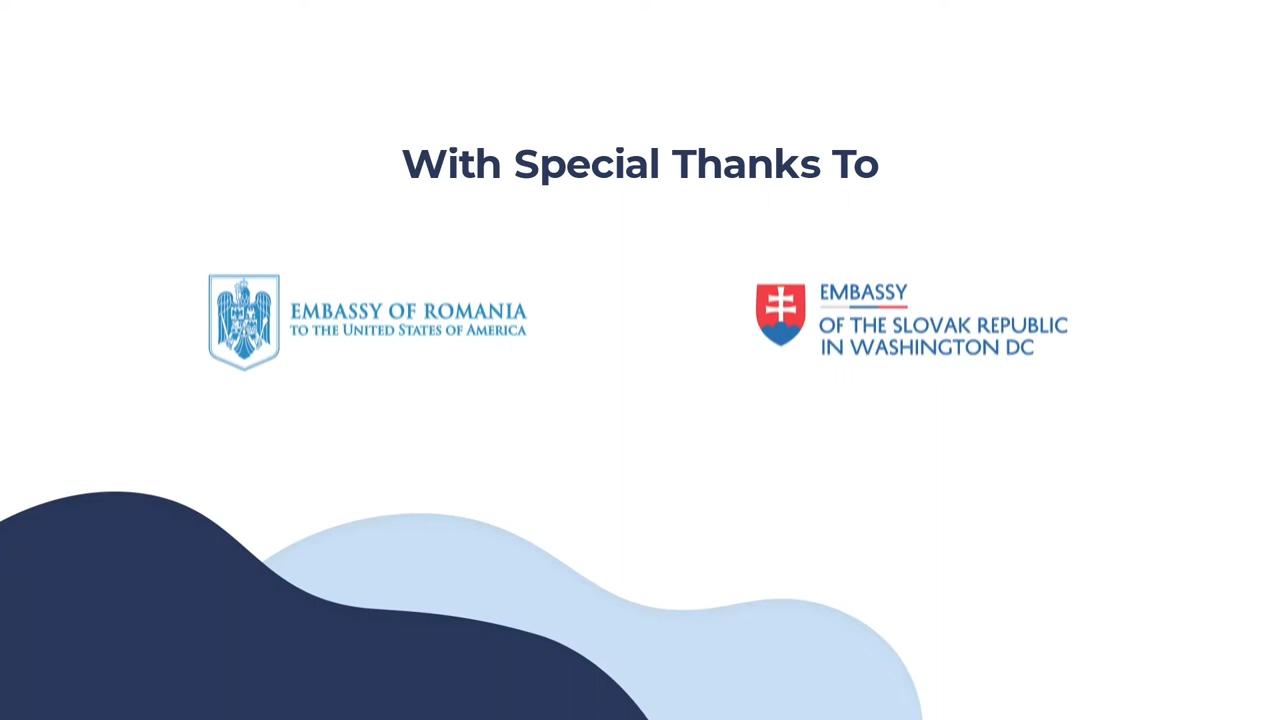 With Special Thanks To
EMBASSY OF ROMANIA
TO THE UNITED STATES OF AMERICA
EMBASSY
OF THE SLOVAK REPUBLIC
IN WASHINGTON DC